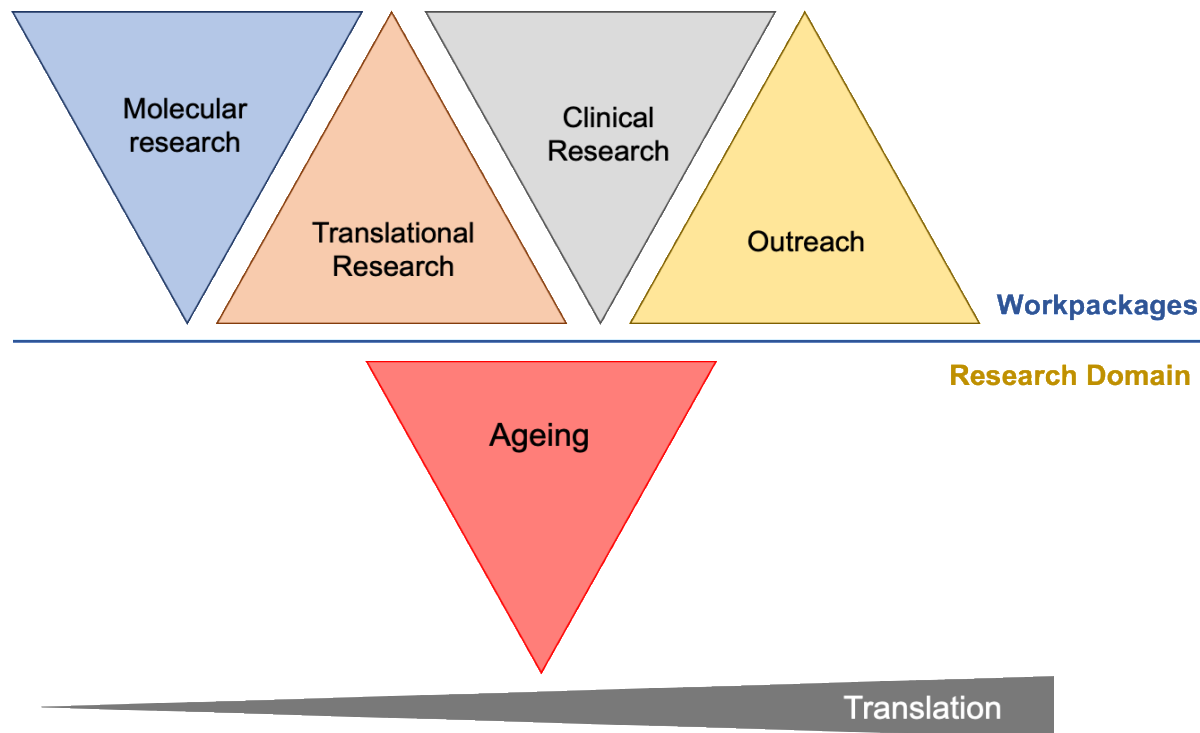 Molecular
research
Clinical
Research
Translational
Research
Outreach
Workpackages
Research Domain
Ageing
Translation